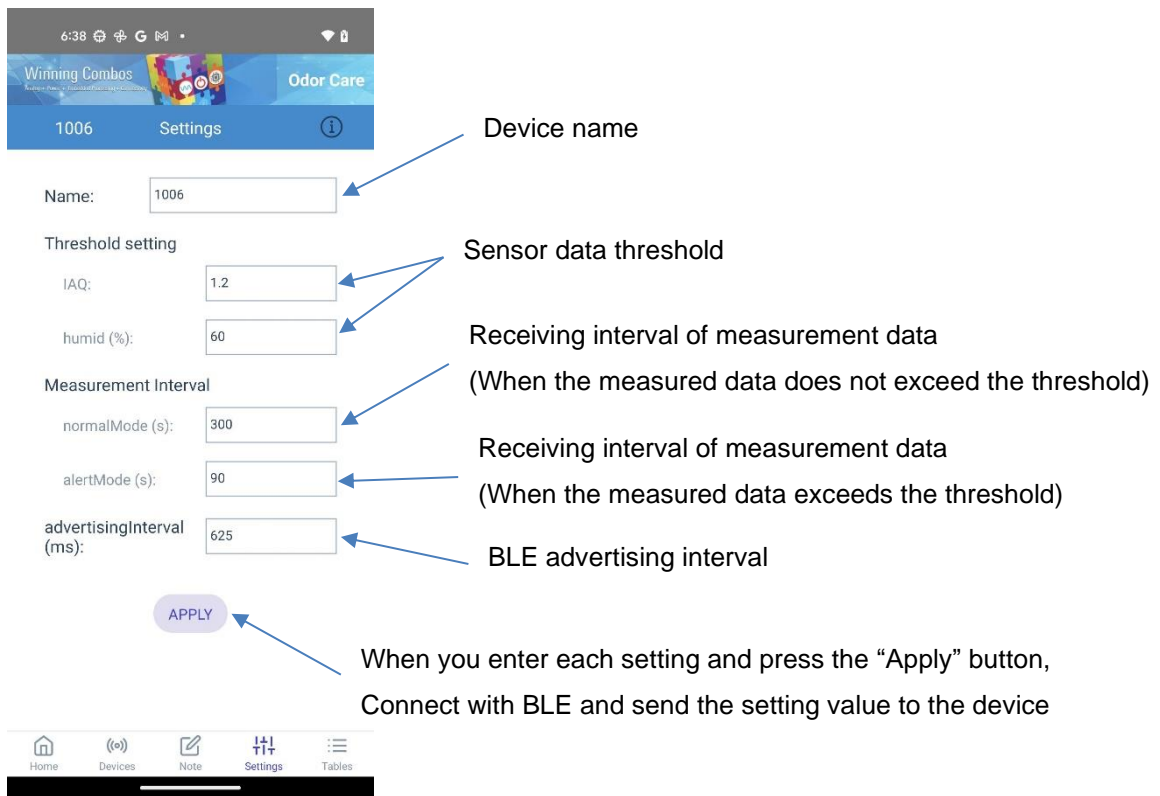 6:38
Winning Combos
Odor Care
1006 Settings
Device name
Name: 1006
Threshold setting
Sensor data threshold
IAQ: 1.2
humid (%): 60
Receiving interval of measurement data
(When the measured data does not exceed the threshold)
Measurement Interval
normalMode (s): 300
Receiving interval of measurement data
(When the measured data exceeds the threshold)
alertMode (s): 90
advertisingInterval
(ms): 625
BLE advertising interval
APPLY
When you enter each setting and press the “Apply” button,
Connect with BLE and send the setting value to the device
Home Devices Note Settings Tables